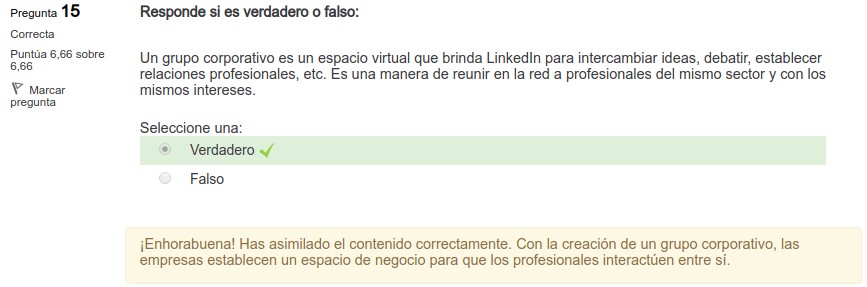 Pregunta 15
Correcta
Puntúa 6,66 sobre
6,66
Marcar
pregunta
Responde si es verdadero o falso:
Un grupo corporativo es un espacio virtual que brinda LinkedIn para intercambiar ideas, debatir, establecer
relaciones profesionales, etc. Es una manera de reunir en la red a profesionales del mismo sector y con los
mismos intereses.
Seleccione una:
Verdadero
Falso
¡Enhorabuena! Has asimilado el contenido correctamente. Con la creación de un grupo corporativo, las
empresas establecen un espacio de negocio para que los profesionales interactúen entre sí.